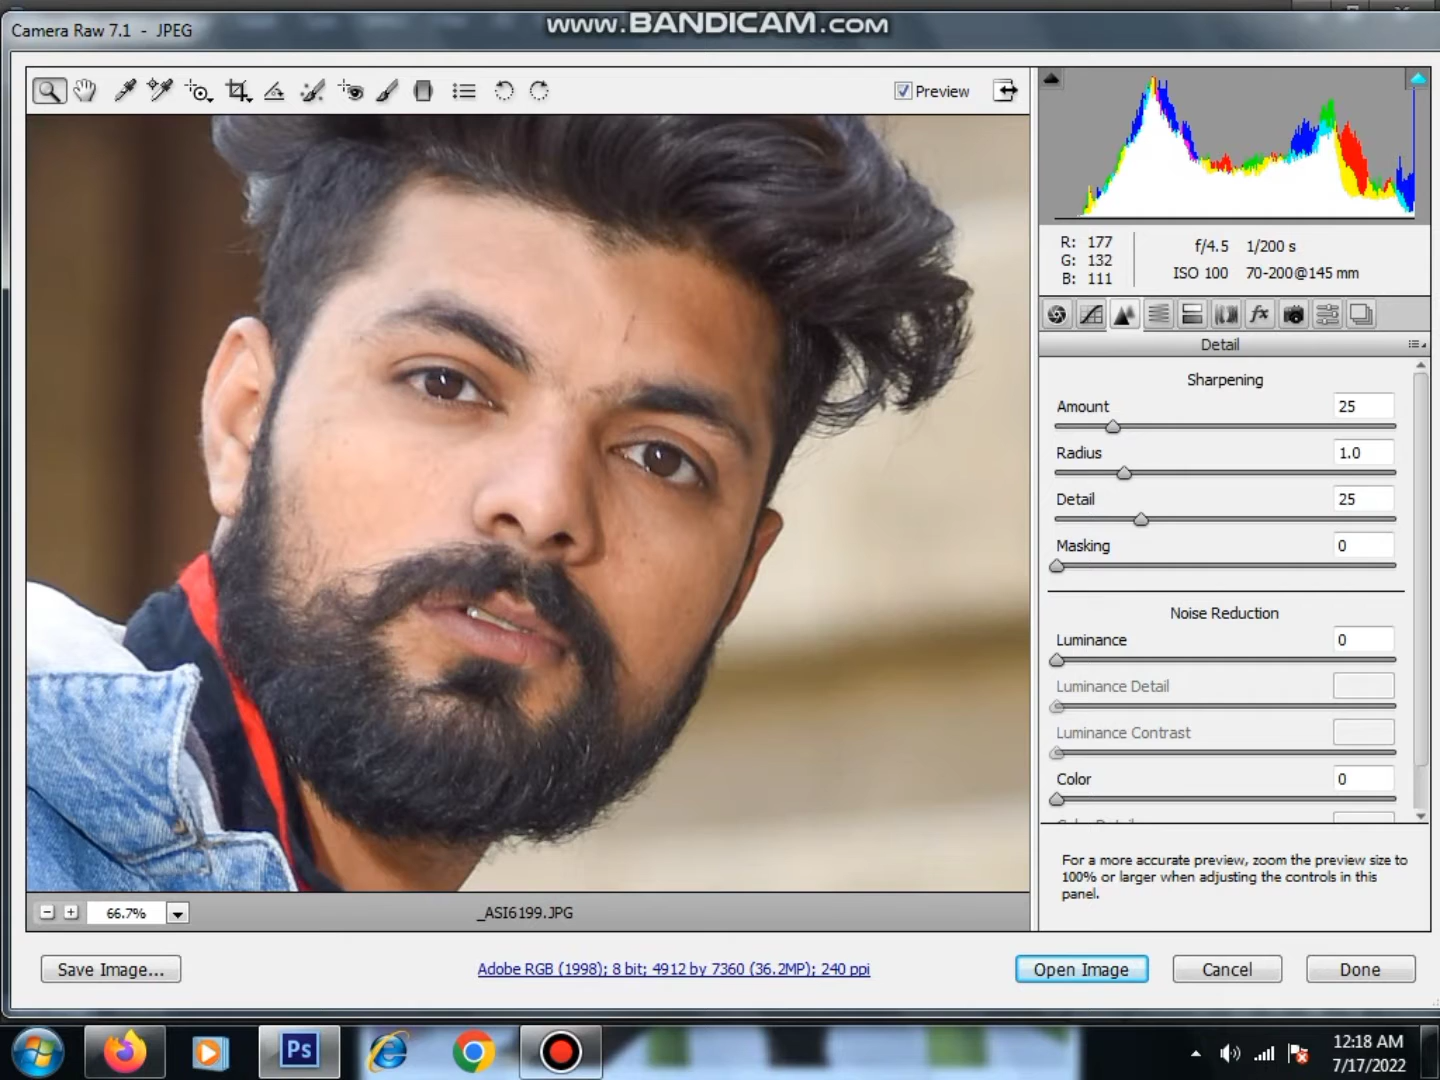 www.BANDICAM.com
Camera Raw 7.1 - JPEG
Preview
R: 177
G: 132
B: 111
f/4.5 1/200 s
ISO 100 70-200@145 mm
fx
Detail
Sharpening
Amount 25
Radius 1.0
Detail 25
Masking 0
Noise Reduction
Luminance 0
Luminance Detail
Luminance Contrast
Color 0
For a more accurate preview, zoom the preview size to
100% or larger when adjusting the controls in this
panel.
66.7%
_ASI6199.JPG
Save Image...
Adobe RGB (1998); 8 bit; 4912 by 7360 (36.2MP); 240 ppi
Open Image
Cancel
Done
Ps
12:18 AM
7/17/2022